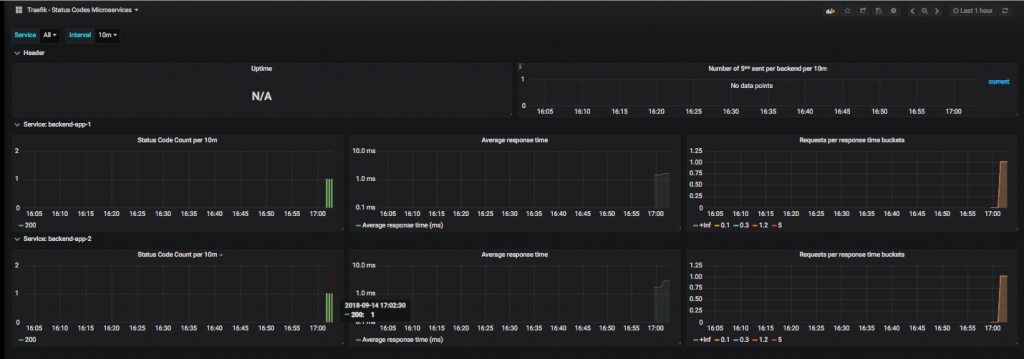 Traefik - Status Codes Microservices
Last 1 hour
Service All Interval 10m
Header
Uptime
N/A
Number of 5** sent per backend per 10m
current
No data points
1
0
16:05 16:10 16:15 16:20 16:25 16:30 16:35 16:40 16:45 16:50 16:55 17:00
Service: backend-app-1
Status Code Count per 10m
2
1
0
16:05 16:10 16:15 16:20 16:25 16:30 16:35 16:40 16:45 16:50 16:55 17:00
200
Average response time
10.0 ms
1.0 ms
0.1 ms
16:05 16:10 16:15 16:20 16:25 16:30 16:35 16:40 16:45 16:50 16:55 17:00
Average response time (ms)
Requests per response time buckets
1.25
1.00
0.75
0.50
0.25
0
16:05 16:10 16:15 16:20 16:25 16:30 16:35 16:40 16:45 16:50 16:55 17:00
+Inf 0.1 0.3 1.2 5
Service: backend-app-2
Status Code Count per 10m
2
1
0
16:05 16:10 16:15 16:20 16:25 16:30 16:35 16:40 16:45 16:50 16:55 17:00
200
2018-09-14 17:02:30
200: 1
Average response time
10.0 ms
1.0 ms
0.1 ms
16:10 16:15 16:20 16:25 16:30 16:35 16:40 16:45 16:50 16:55 17:00
Average response time (ms)
Requests per response time buckets
1.25
1.00
0.75
0.50
0.25
0
16:05 16:10 16:15 16:20 16:25 16:30 16:35 16:40 16:45 16:50 16:55 17:00
+Inf 0.1 0.3 1.2 5